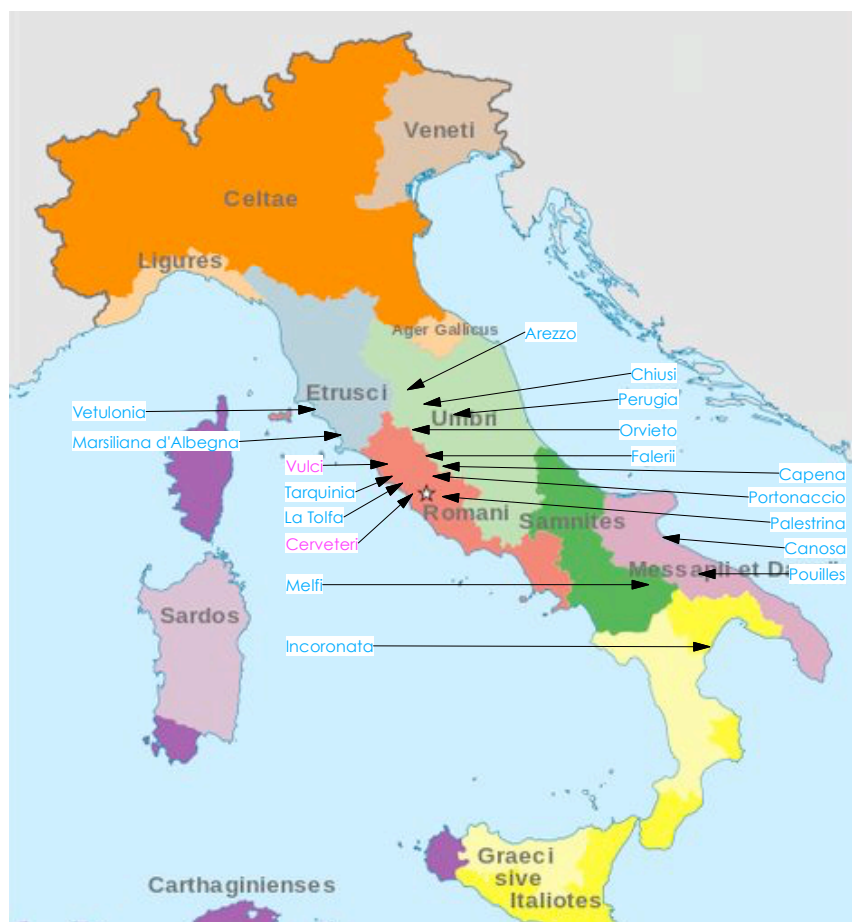 Veneti
Celtae
Ligures
Ager Gallicus
Arezzo
Chiusi
Etrusci
Perugia
Vetulonia
Umbri
Orvieto
Marsiliana d'Albegna
Falerii
Vulci
Capena
Tarquinia
Portonaccio
La Tolfa
Romani
Samnites
Palestrina
Cerveteri
Canosa
Messapii et
Pouilles
Melfi
Sardos
Incoronata
Graeci
sive
Italiotes
Carthaginienses